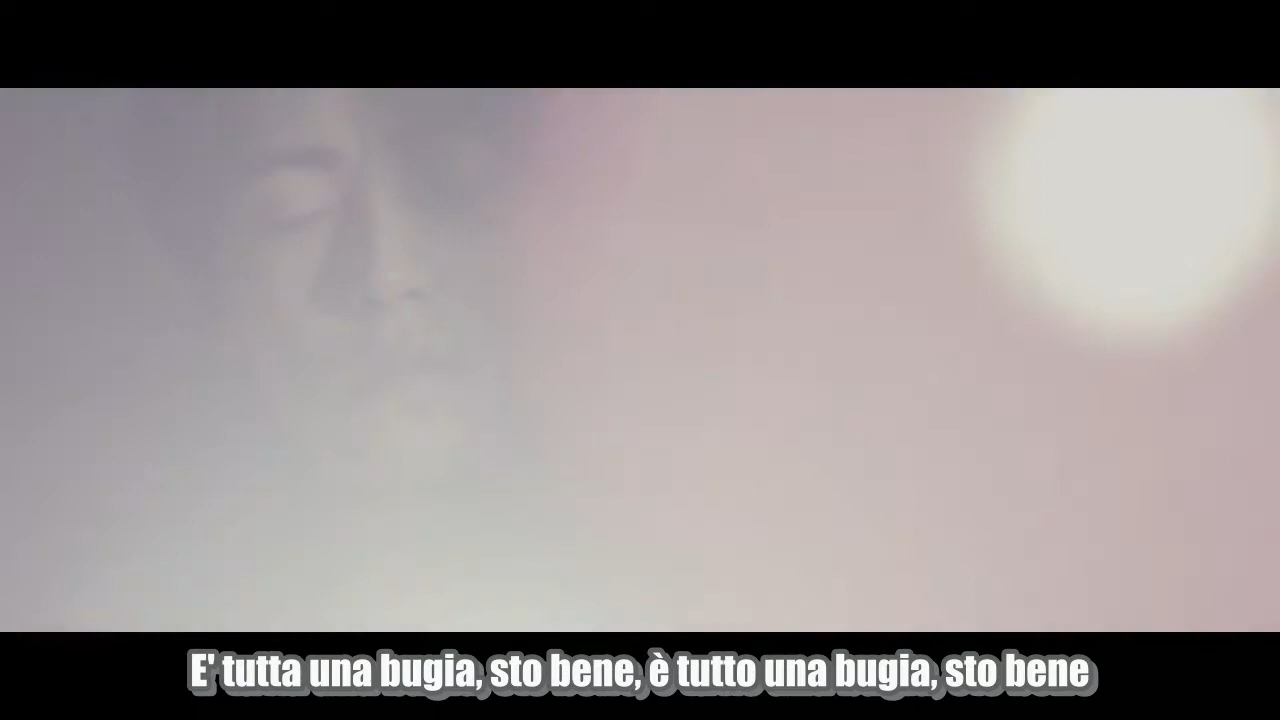 E' tutta una bugia, sto bene, è tutto una bugia, sto bene